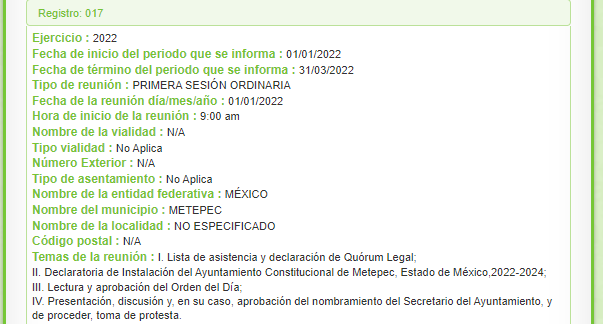 Registro: 017
Ejercicio : 2022
Fecha de inicio del periodo que se informa : 01/01/2022
Fecha de término del periodo que se informa : 31/03/2022
Tipo de reunión : PRIMERA SESIÓN ORDINARIA
Fecha de la reunión día/mes/año : 01/01/2022
Hora de inicio de la reunión : 9:00 am
Nombre de la vialidad : N/A
Tipo vialidad : No Aplica
Número Exterior : N/A
Tipo de asentamiento : No Aplica
Nombre de la entidad federativa : MÉXICO
Nombre del municipio : METEPEC
Nombre de la localidad : NO ESPECIFICADO
Código postal : N/A
Temas de la reunión : I. Lista de asistencia y declaración de Quórum Legal;
II. Declaratoria de Instalación del Ayuntamiento Constitucional de Metepec, Estado de México,2022-2024;
III. Lectura y aprobación del Orden del Día;
IV. Presentación, discusión y, en su caso, aprobación del nombramiento del Secretario del Ayuntamiento, y
de proceder, toma de protesta.